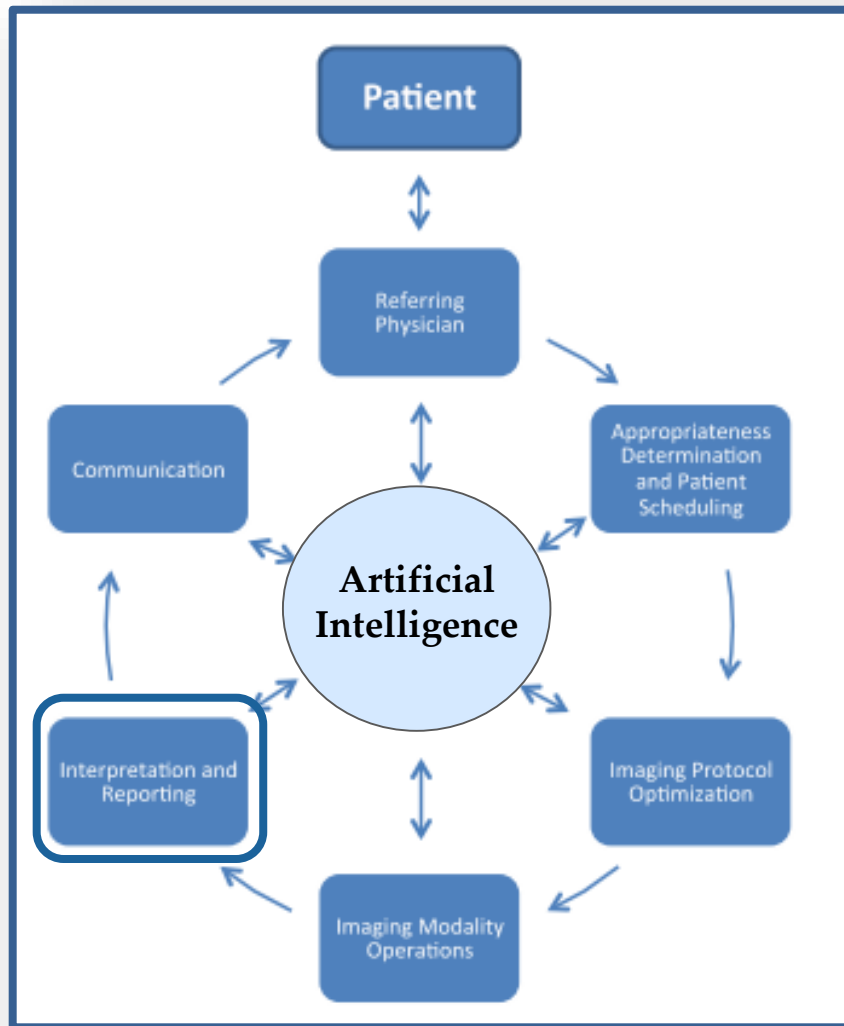 Patient
Referring
Physician
Communication
Appropriateness
Determination
and Patient
Scheduling
Artificial
Intelligence
Interpretation and
Reporting
Imaging Protocol
Optimization
Imaging Modality
Operations